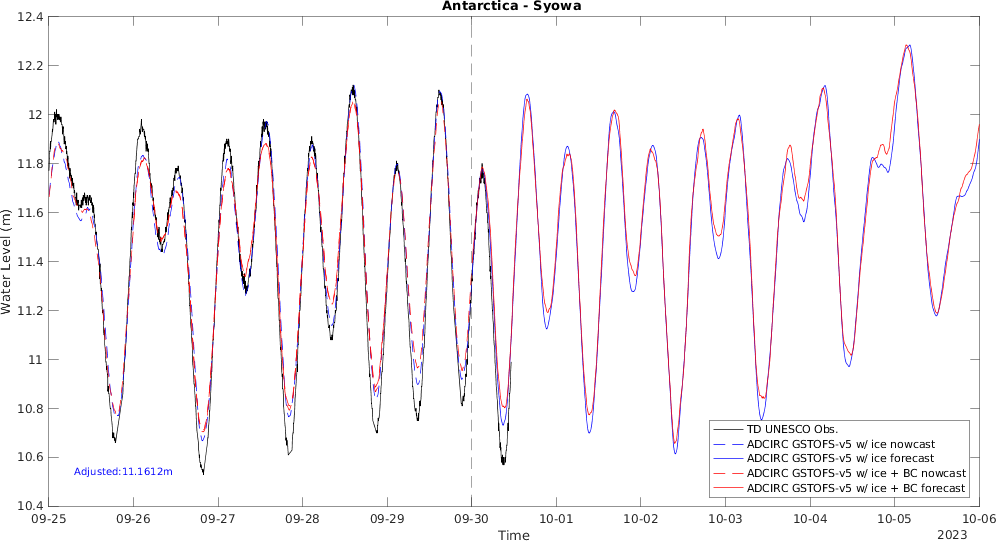 Antarctica - Syowa
12.4
12.2
12
11.8
11.6
11.4
11.2
11
10.8
10.6
10.4
Water Level (m)
Adjusted:11.1612m
TD UNESCO Obs.
ADCIRC GSTOFS-v5 w/ ice nowcast
ADCIRC GSTOFS-v5 w/ ice forecast
ADCIRC GSTOFS-v5 w/ ice + BC nowcast
ADCIRC GSTOFS-v5 w/ ice + BC forecast
09-25 09-26 09-27 09-28 09-29 09-30 10-01 10-02 10-03 10-04 10-05 10-06
Time
2023